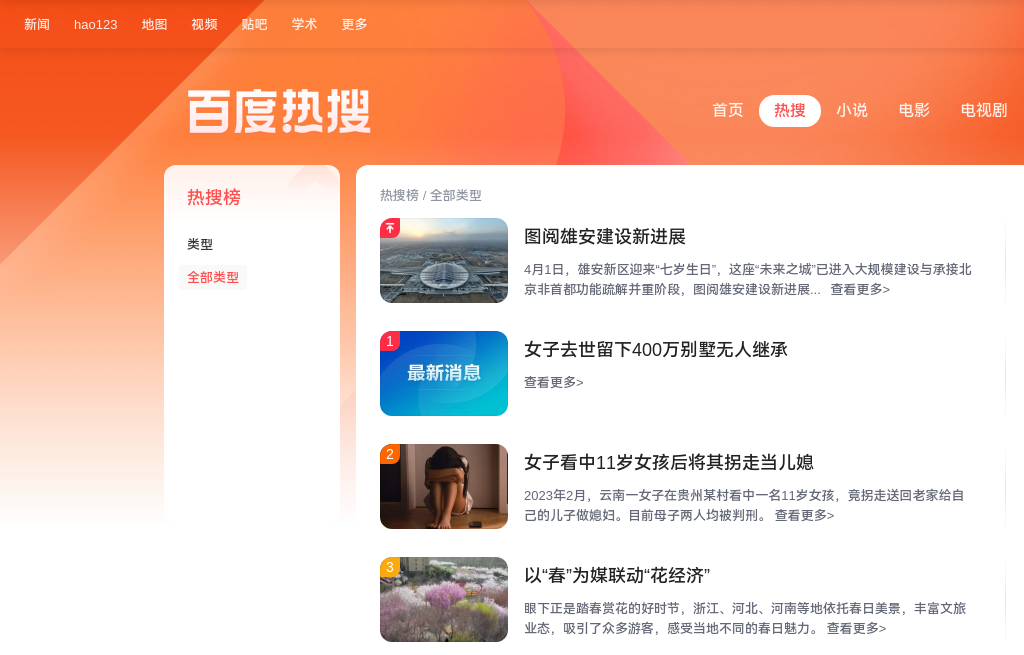 新闻 hao123 地图 视频 贴吧 学术 更多
百度热搜
首页 热搜 小说 电影 电视剧
热搜榜
类型
全部类型
热搜榜 / 全部类型
图阅雄安建设新进展
4月1日，雄安新区迎来“七岁生日”，这座“未来之城”已进入大规模建设与承接北
京非首都功能疏解并重阶段，图阅雄安建设新进展... 查看更多>
1
最新消息
女子去世留下400万别墅无人继承
查看更多>
2
女子看中11岁女孩后将其拐走当儿媳
2023年2月，云南一女子在贵州某村看中一名11岁女孩，竟拐走送回老家给自
己的儿子做媳妇。目前母子两人均被判刑。 查看更多>
3
以“春”为媒联动“花经济”
眼下正是踏春赏花的好时节，浙江、河北、河南等地依托春日美景，丰富文旅
业态，吸引了众多游客，感受当地不同的春日魅力。 查看更多>